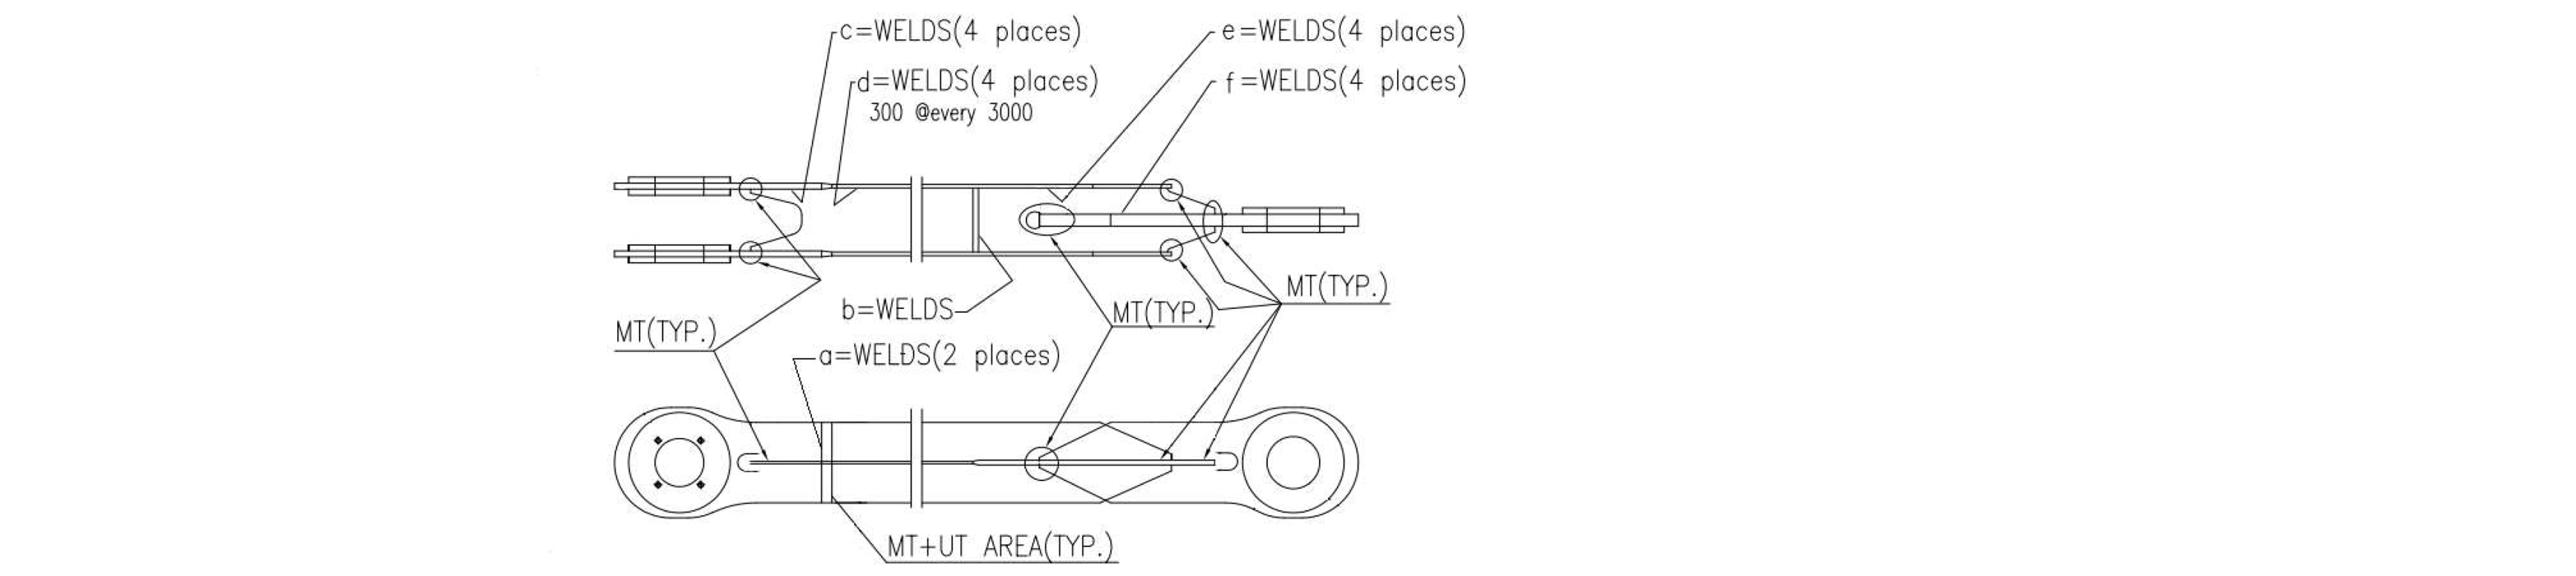 c=WELDS(4 places)
e=WELDS(4 places)
d=WELDS(4 places)
f=WELDS(4 places)
300 @every 3000
MT(TYP.)
b=WELDS
MT(TYP.)
MT(TYP.)
a=WELDS(2 places)
MT+UT AREA(TYP.)